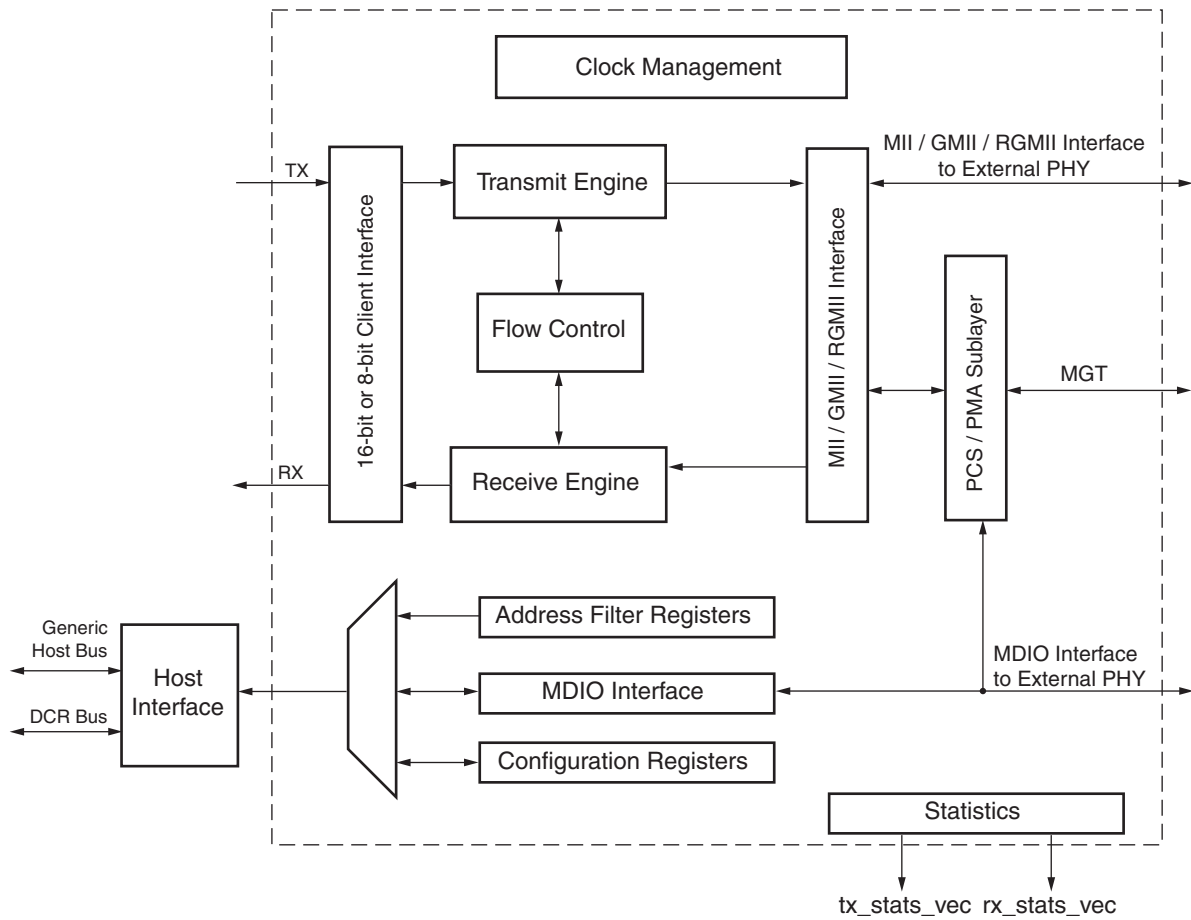 Clock Management
MII / GMII / RGMII Interface
to External PHY
TX
Transmit Engine
16-bit or 8-bit Client Interface
MII / GMII / RGMII Interface
Flow Control
PCS / PMA Sublayer
MGT
RX
Receive Engine
Address Filter Registers
Generic
Host Bus
Host
Interface
MDIO Interface
MDIO Interface
to External PHY
DCR Bus
Configuration Registers
Statistics
tx_stats_vec
rx_stats_vec